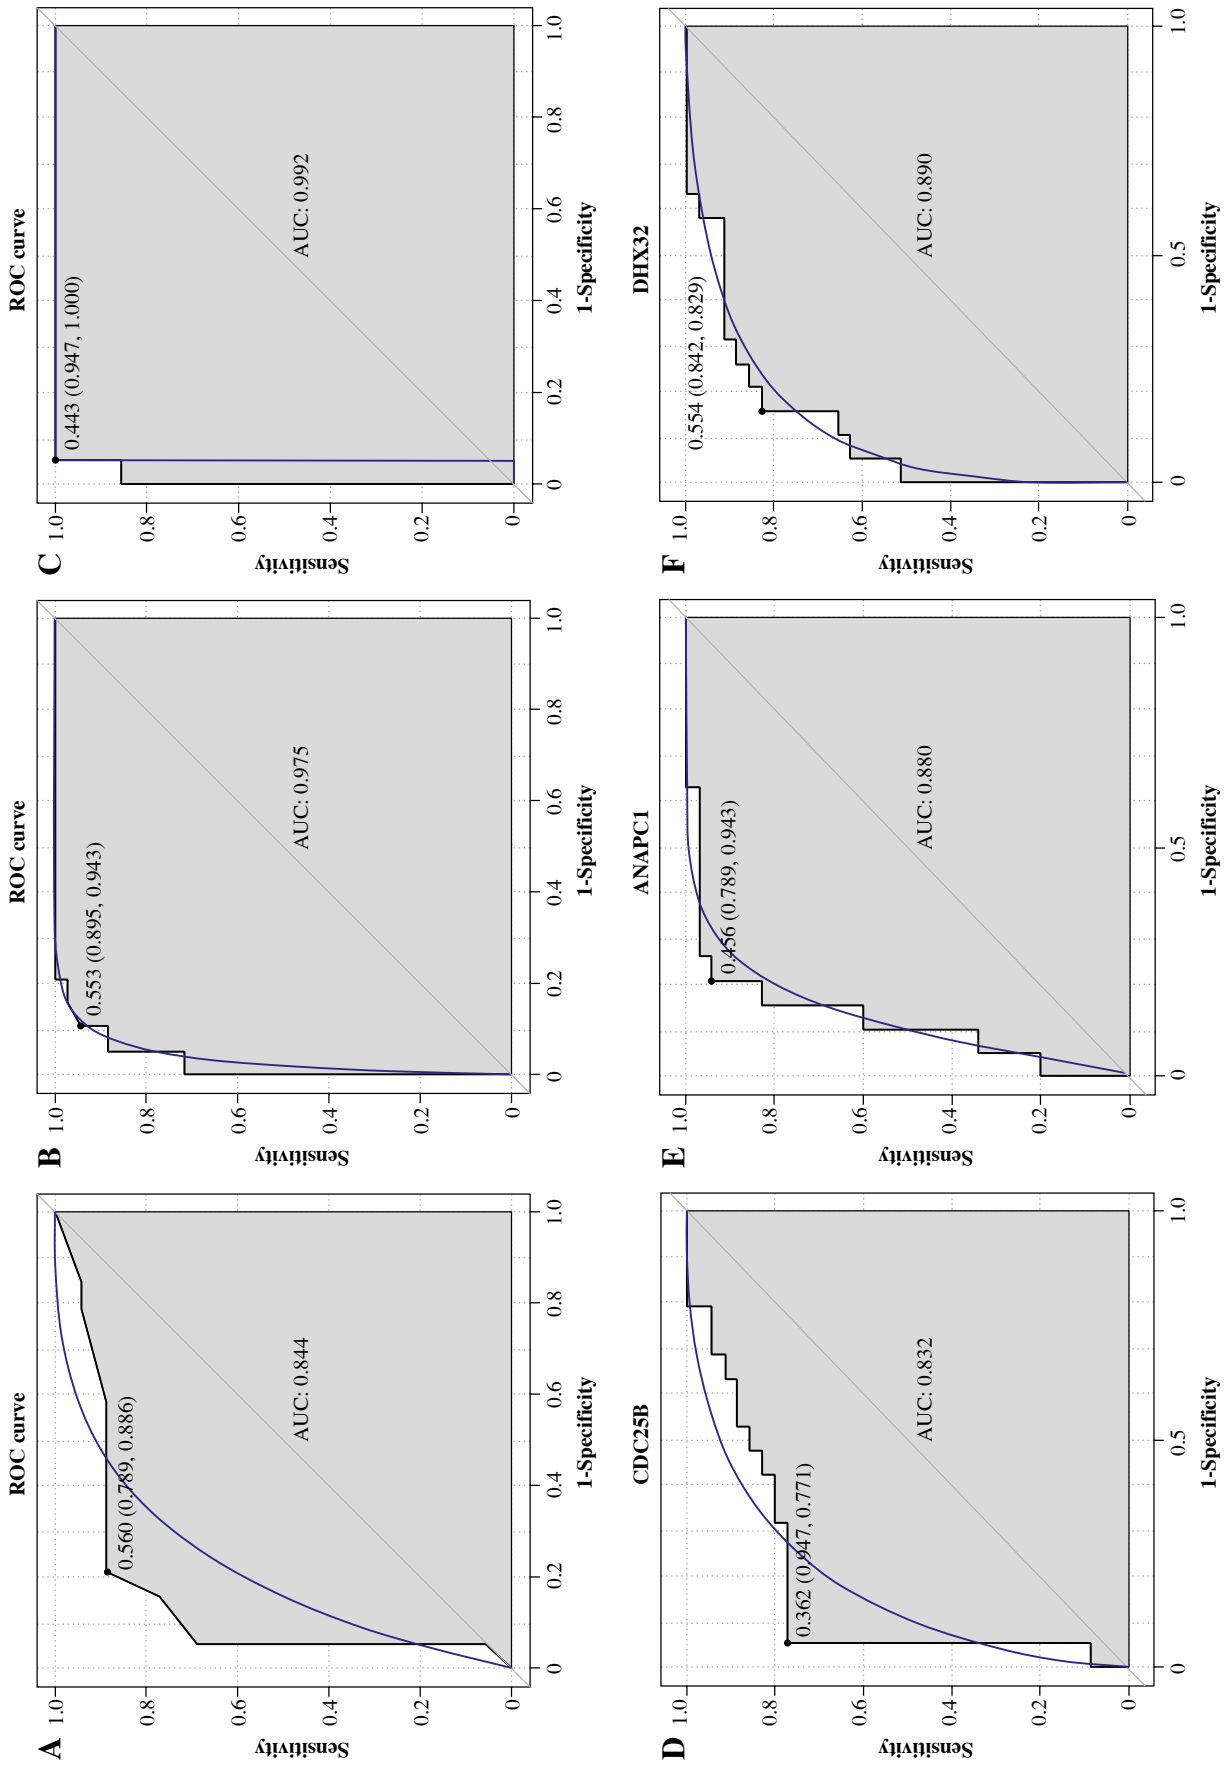 A
ROC curve
1.0
0.8
0.6
0.4
0.2
0
Sensitivity
0.560 (0.789, 0.886)
AUC: 0.844
0
0.2
0.4
0.6
0.8
1.0
1-Specificity
B
ROC curve
1.0
0.8
0.6
0.4
0.2
0
Sensitivity
0.553 (0.895, 0.943)
AUC: 0.975
0
0.2
0.4
0.6
0.8
1.0
1-Specificity
C
ROC curve
1.0
0.8
0.6
0.4
0.2
0
Sensitivity
0.443 (0.947, 1.000)
AUC: 0.992
0
0.2
0.4
0.6
0.8
1.0
1-Specificity
D
CDC25B
1.0
0.8
0.6
0.4
0.2
0
Sensitivity
0.362 (0.947, 0.771)
AUC: 0.832
0
0.5
1.0
1-Specificity
E
ANAPC1
1.0
0.8
0.6
0.4
0.2
0
Sensitivity
0.456 (0.789, 0.943)
AUC: 0.880
0
0.5
1.0
1-Specificity
F
DHX32
1.0
0.8
0.6
0.4
0.2
0
Sensitivity
0.554 (0.842, 0.829)
AUC: 0.890
0
0.5
1.0
1-Specificity